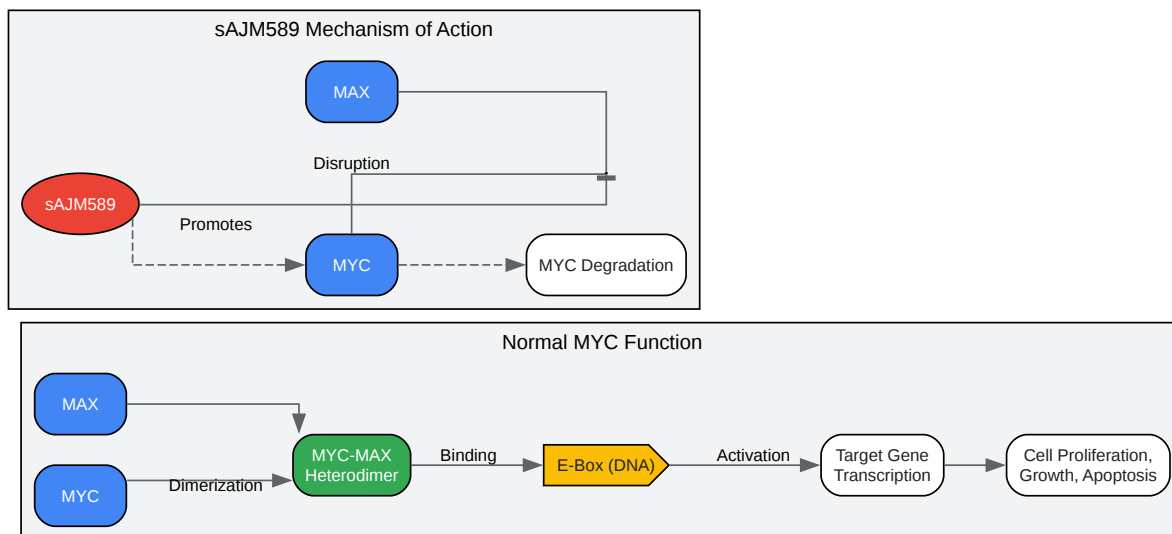 sAJM589 Mechanism of Action
MAX
Disruption
sAJM589
Promotes
MYC
MYC Degradation
Normal MYC Function
MAX
MYC-MAX
Heterodimer
Binding
E-Box (DNA)
Activation
Target Gene
Transcription
Cell Proliferation,
Growth, Apoptosis
MYC
Dimerization